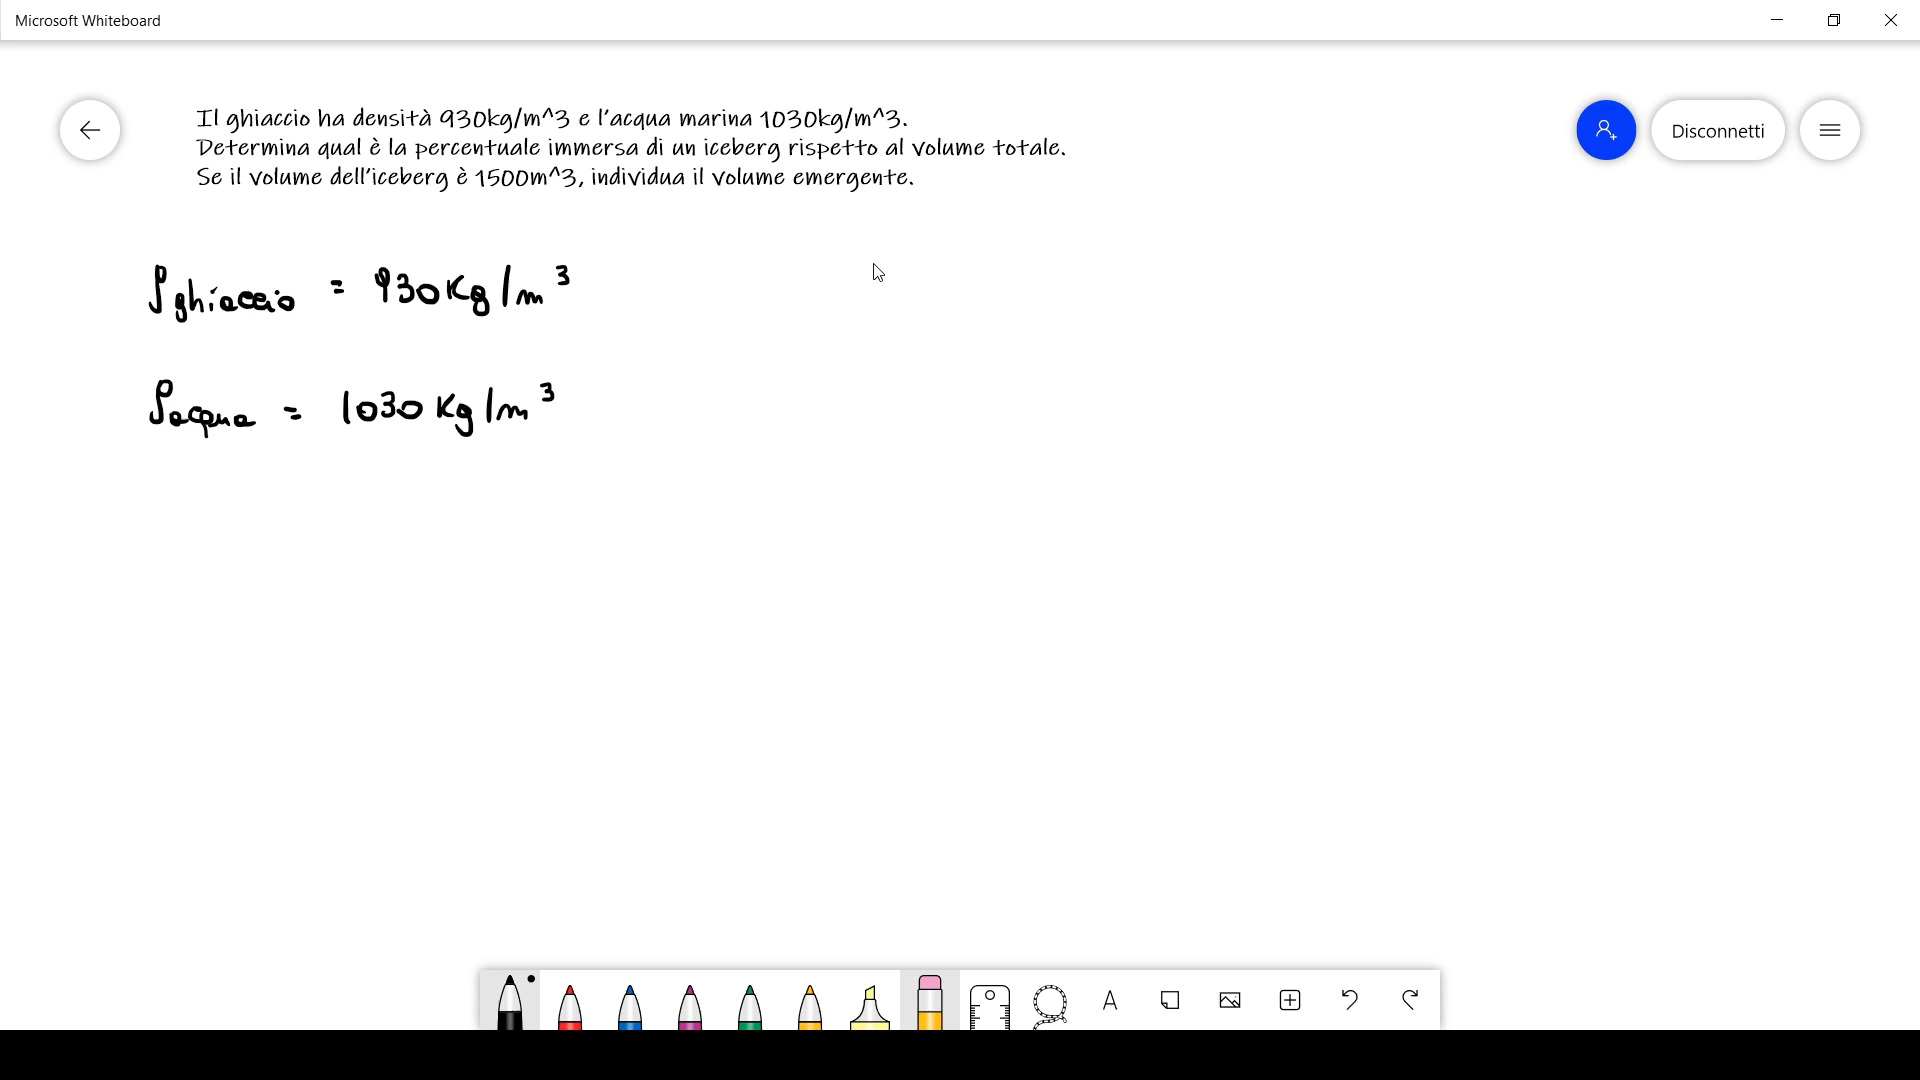 Microsoft Whiteboard
Il ghiaccio ha densità 930kg/m^3 e l'acqua marina 1030kg/m^3.
Disconnetti
Determina qual è la percentuale immersa di un iceberg rispetto al volume totale.
Se il volume dell'iceberg è 1500m^3, individua il volume emergente.
ρghiaccio = 930 Kg/m³
ρacqua = 1030 Kg/m³